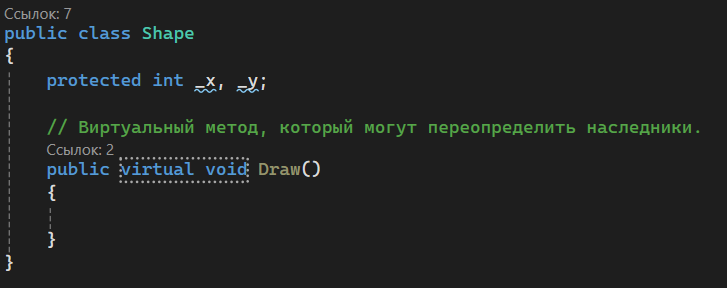 Ссылок: 7
public class Shape
{
protected int _x, _y;
// Виртуальный метод, который могут переопределить наследники.
Ссылок: 2
public virtual void Draw()
{
}
}